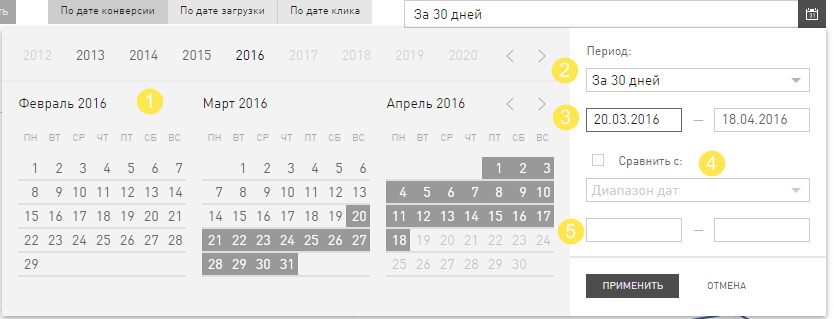 ть По дате конверсии По дате загрузки По дате клика За 30 дней
2012 2013 2014 2015 2016 2017 2018 2019 2020
Период:
2 За 30 дней
Февраль 2016 1 Март 2016 Апрель 2016
3 20.03.2016 — 18.04.2016
ПН ВТ СР ЧТ ПТ СБ ВС ПН ВТ СР ЧТ ПТ СБ ВС ПН ВТ СР ЧТ ПТ СБ ВС
Сравнить с: 4
1 2 3 4 5 6 7 1 2 3 4 5 6 1 2 3
8 9 10 11 12 13 14 7 8 9 10 11 12 13 4 5 6 7 8 9 10
Диапазон дат
15 16 17 18 19 20 21 14 15 16 17 18 19 20 11 12 13 14 15 16 17
22 23 24 25 26 27 28 21 22 23 24 25 26 27 18 19 20 21 22 23 24
5 —
29 28 29 30 31 25 26 27 28 29 30
ПРИМЕНИТЬ ОТМЕНА